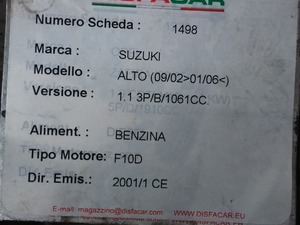 DISFACAR
Numero Scheda : 1498
Marca : SUZUKI
Modello : ALTO (09/02>01/06<)
Versione : 1.1 3P/B/1061CC
Aliment. : BENZINA
Tipo Motore: F10D
Dir. Emis.: 2001/1 CE
E-mail: magazzino@disfacar.com WWW.DISFACAR.EU